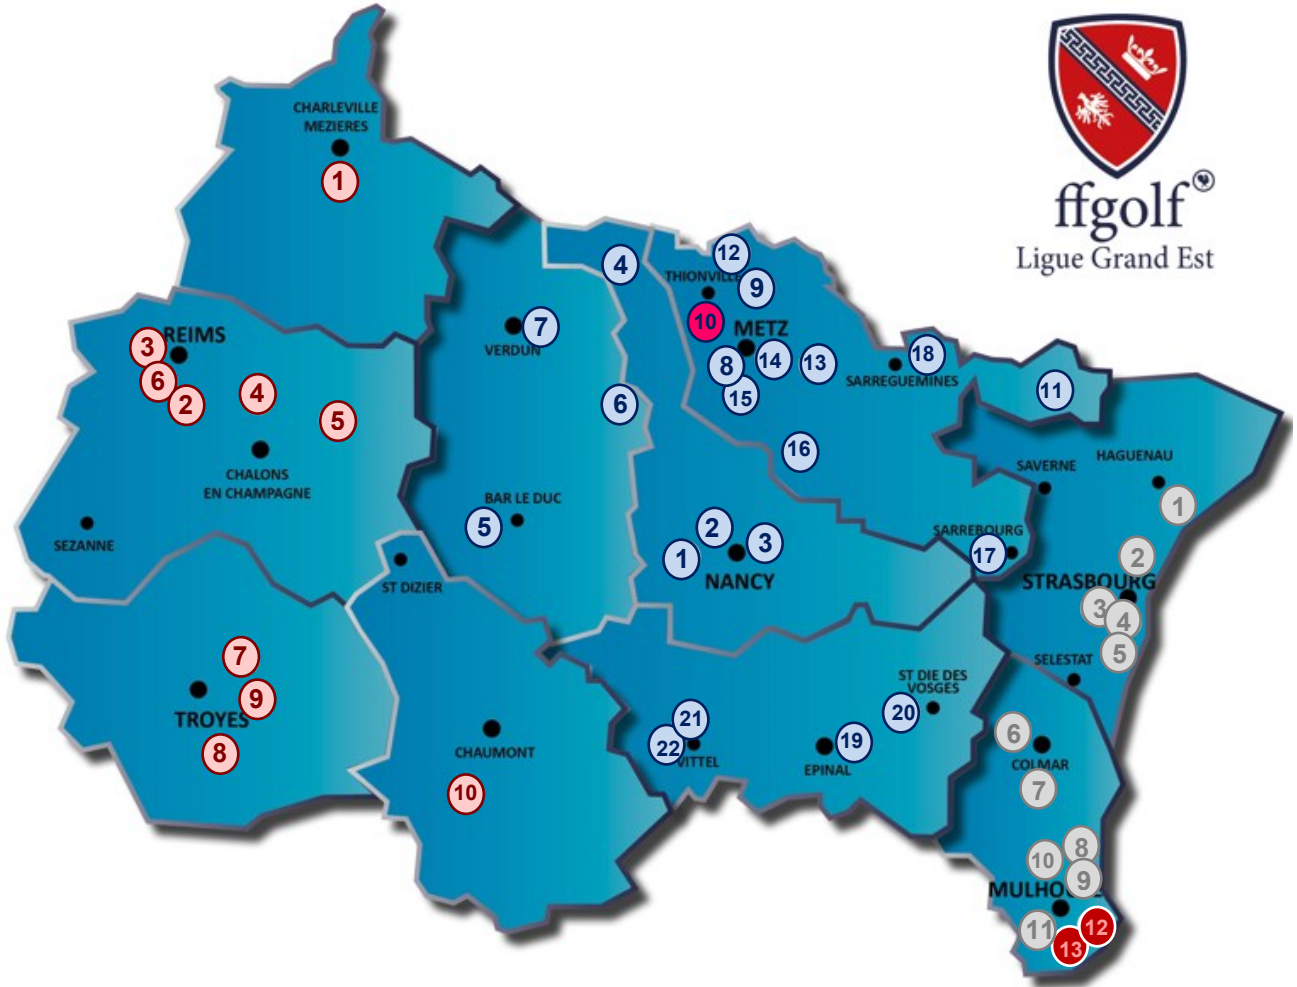 CHARLEVILLE
MEZIERES
1
ffgolf
Ligue Grand Est
12
4
THIONVILLE
9
10
REIMS
3
7
VERDUN
METZ
8
14
13
18
SARREGUEMINES
11
6
2
4
5
6
15
16
CHALONS
EN CHAMPAGNE
SEZANNE
BAR LE DUC
5
ST DIZIER
2
1
3
NANCY
SAVERNE
HAGUENAU
1
SARREBOURG
17
2
STRASBOURG
3
4
5
SELESTAT
7
9
TROYES
8
CHAUMONT
10
21
22
VITTEL
19
EPINAL
20
ST DIE DES
VOSGES
6
COLMAR
7
8
10
9
11
12
13